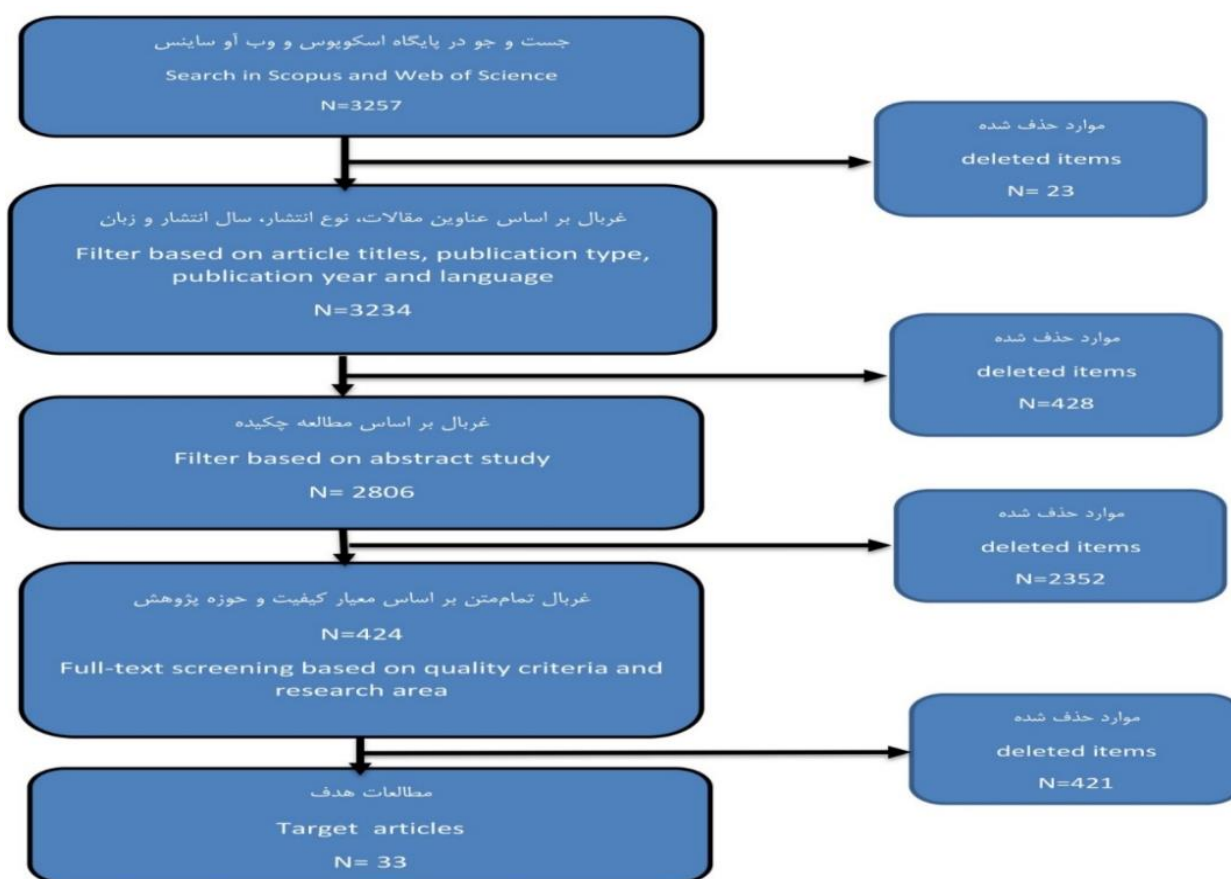 جست و جو در پایگاه اسکوپوس و وب آو ساینس
Search in Scopus and Web of Science
N=3257
موارد حذف شده
deleted items
N= 23
غربال بر اساس عناوین مقالات، نوع انتشار، سال انتشار و زبان
Filter based on article titles, publication type,
publication year and language
N=3234
موارد حذف شده
deleted items
N=428
غربال بر اساس مطالعه چکیده
Filter based on abstract study
N= 2806
موارد حذف شده
deleted items
N=2352
غربال تمام‌متن بر اساس معیار کیفیت و حوزه پژوهش
N=424
Full-text screening based on quality criteria and
research area
موارد حذف شده
deleted items
N=421
مطالعات هدف
Target articles
N= 33